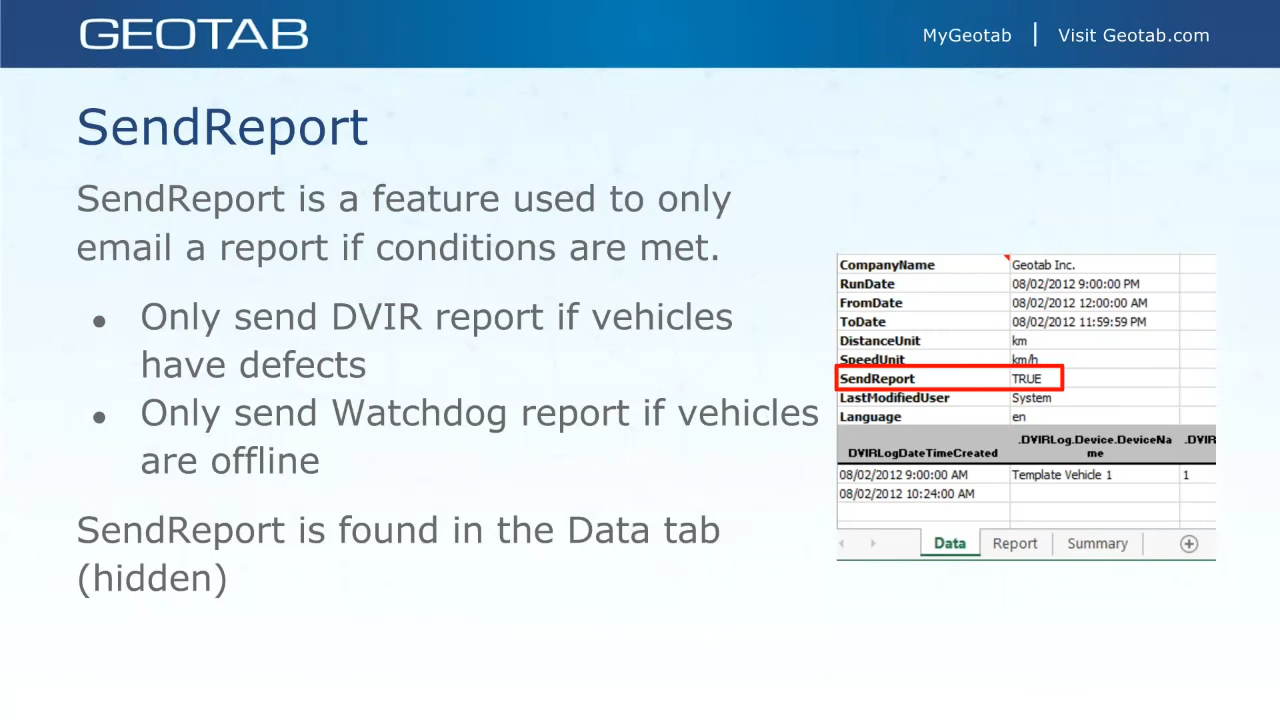 GEOTAB
MyGeotab | Visit Geotab.com
SendReport
SendReport is a feature used to only
email a report if conditions are met.
● Only send DVIR report if vehicles
have defects
● Only send Watchdog report if vehicles
are offline
SendReport is found in the Data tab
(hidden)
CompanyName Geotab Inc.
RunDate 08/02/2012 9:00:00 PM
FromDate 08/02/2012 12:00:00 AM
ToDate 08/02/2012 11:59:59 PM
DistanceUnit km
SpeedUnit km/h
SendReport TRUE
LastModifiedUser System
Language en
DVIRLogDateTimeCreated .DVIRLog.Device.DeviceNa .DVIR
me
08/02/2012 9:00:00 AM Template Vehicle 1 1
08/02/2012 10:24:00 AM
Data Report Summary